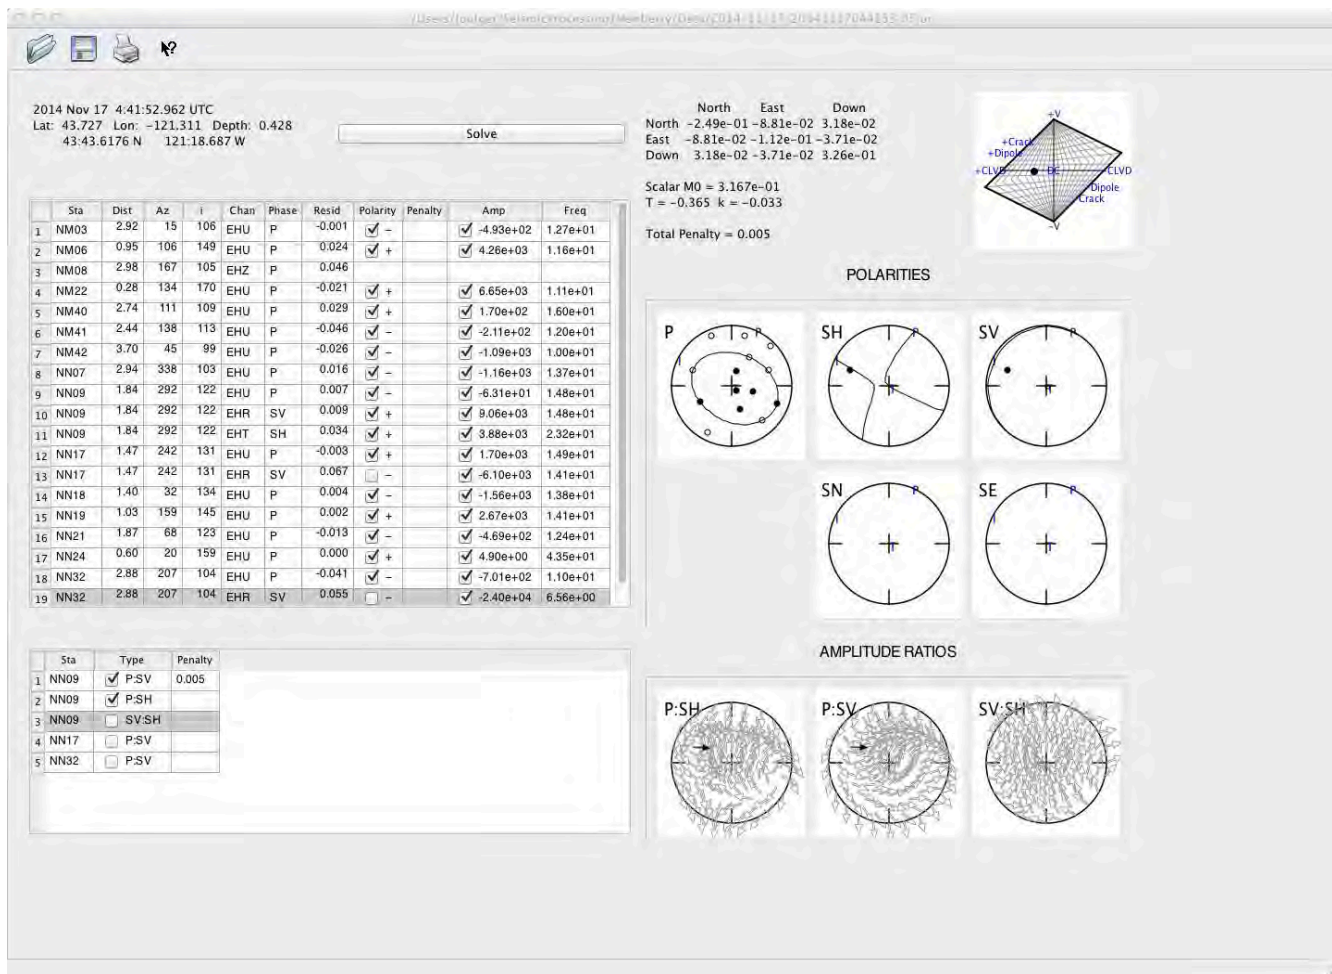 2014 Nov 17 4:41:52.962 UTC
Lat: 43.727 Lon: -121.311 Depth: 0.428
43:43.6176 N 121:18.687 W
Solve
Sta Dist Az i Chan Phase Resid Polarity Penalty Amp Freq
1 NM03 2.92 15 106 EHU P -0.001 - -4.93e+02 1.27e+01
2 NM06 0.95 106 149 EHU P 0.024 + 4.26e+03 1.16e+01
3 NM08 2.98 167 105 EHZ P 0.046
4 NM22 0.28 134 170 EHU P -0.021 + 6.65e+03 1.11e+01
5 NM40 2.74 111 109 EHU P 0.029 + 1.70e+02 1.60e+01
6 NM41 2.44 138 113 EHU P -0.046 - -2.11e+02 1.20e+01
7 NM42 3.70 45 99 EHU P -0.026 - -1.09e+03 1.00e+01
8 NN07 2.94 338 103 EHU P 0.016 - -1.16e+03 1.37e+01
9 NN09 1.84 292 122 EHU P 0.007 - -6.31e+01 1.48e+01
10 NN09 1.84 292 122 EHR SV 0.009 + 9.06e+03 1.48e+01
11 NN09 1.84 292 122 EHT SH 0.034 + 3.88e+03 2.32e+01
12 NN17 1.47 242 131 EHU P -0.003 + 1.70e+03 1.49e+01
13 NN17 1.47 242 131 EHR SV 0.067 - -6.10e+03 1.41e+01
14 NN18 1.40 32 134 EHU P 0.004 - -1.56e+03 1.38e+01
15 NN19 1.03 159 145 EHU P 0.002 + 2.67e+03 1.41e+01
16 NN21 1.87 68 123 EHU P -0.013 - -4.69e+02 1.24e+01
17 NN24 0.60 20 159 EHU P 0.000 + 4.90e+00 4.35e+01
18 NN32 2.88 207 104 EHU P -0.041 - -7.01e+02 1.10e+01
19 NN32 2.88 207 104 EHR SV 0.055 - -2.40e+04 6.56e+00
Sta Type Penalty
1 NN09 P:SV 0.005
2 NN09 P:SH
3 NN09 SV:SH
4 NN17 P:SV
5 NN32 P:SV
North East Down
North -2.49e-01 -8.81e-02 3.18e-02
East -8.81e-02 -1.12e-01 -3.71e-02
Down 3.18e-02 -3.71e-02 3.26e-01
Scalar M0 = 3.167e-01
T = -0.365 k = -0.033
Total Penalty = 0.005
+V
+Crack
+Dipole
+CLVD DC -CLVD
-Dipole
-Crack
-V
POLARITIES
P P I T
SH P I T
SV P I T
SN P I T
SE P I T
AMPLITUDE RATIOS
P:SH P:SV SV:SH